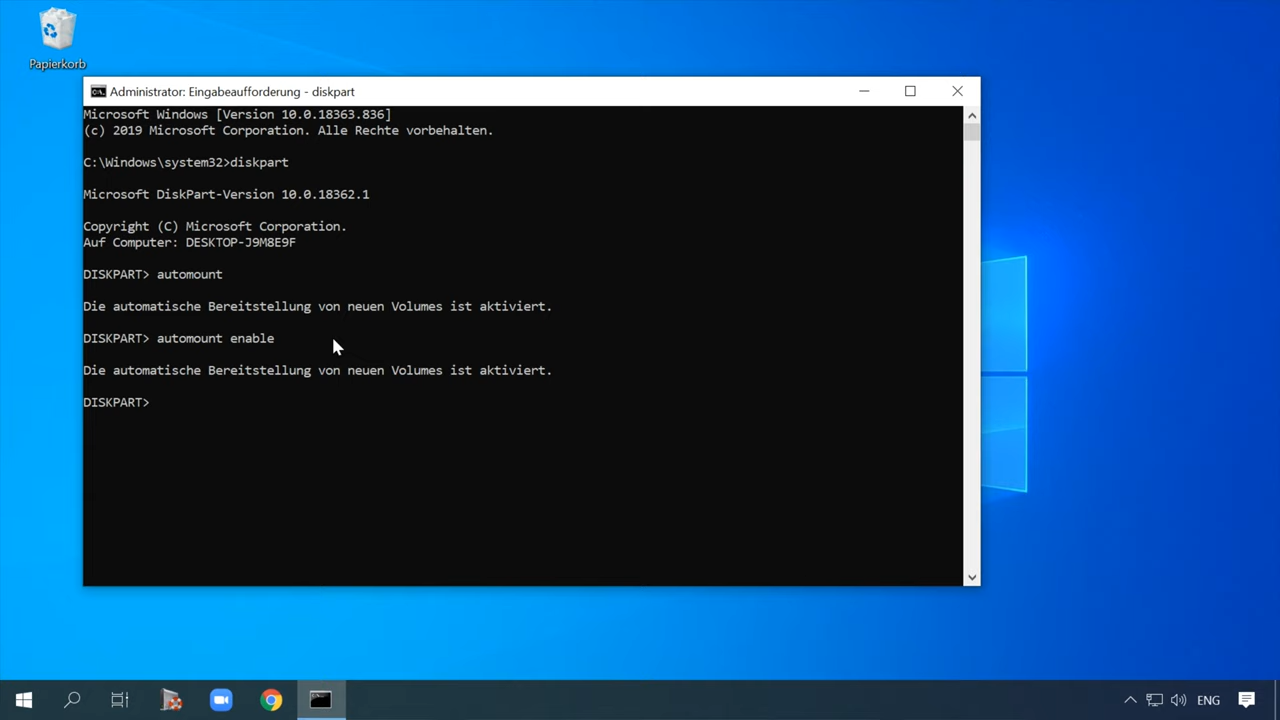 Papierkorb
Administrator: Eingabeaufforderung - diskpart
Microsoft Windows [Version 10.0.18363.836]
(c) 2019 Microsoft Corporation. Alle Rechte vorbehalten.
C:\Windows\system32>diskpart
Microsoft DiskPart-Version 10.0.18362.1
Copyright (C) Microsoft Corporation.
Auf Computer: DESKTOP-J9M8E9F
DISKPART> automount
Die automatische Bereitstellung von neuen Volumes ist aktiviert.
DISKPART> automount enable
Die automatische Bereitstellung von neuen Volumes ist aktiviert.
DISKPART>
ENG